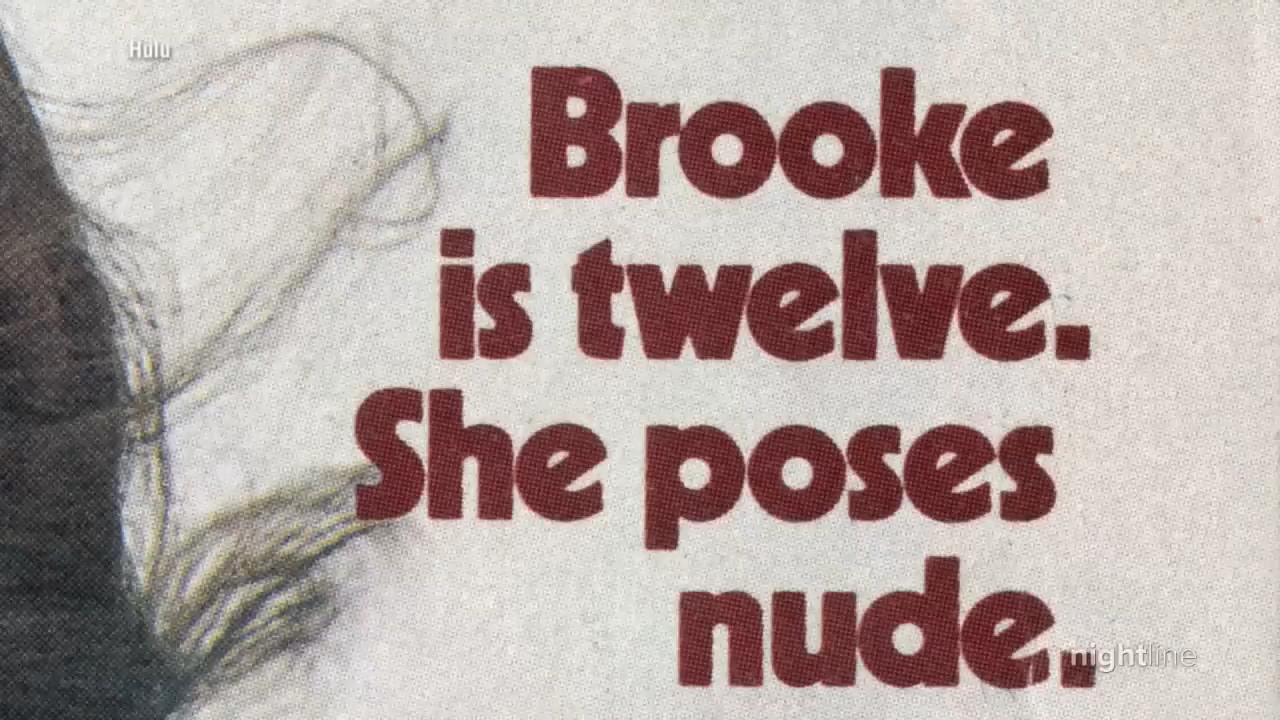 Hulu
Brooke
is twelve.
She poses
nude.
nightline